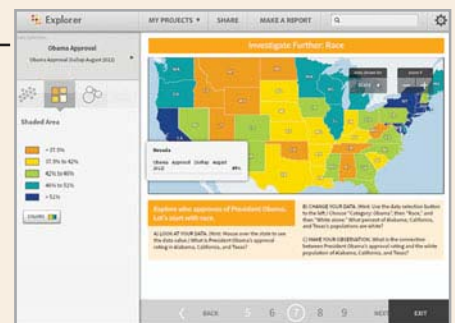 Explorer
MY PROJECTS ▾
SHARE
MAKE A REPORT
Obama Approval
Obama Approval (Gallup August 2012)
Shaded Area
< 37.5%
37.5% to 42%
42% to 46%
46% to 51%
> 51%
Investigate Further: Race
Nevada
Obama Approval (Gallup August
2012)
Explore who approves of President Obama.
Let's start with race.
A) LOOK AT YOUR DATA. (Hint: Mouse over the state to see
the data value.) What is President Obama's approval
rating in Alabama, California, and Texas?
B) CHANGE YOUR DATA. (Hint: Use the data selection button
to the left.) Choose "Category Obama", then "Race," and
then "White alone." What percent of Alabama, California,
and Texas's populations are white?
C) MAKE YOUR OBSERVATION. What is the connection
between President Obama's approval rating and the white
population of Alabama, California, and Texas?
BACK
5
6
7
8
9
NEXT
EXIT